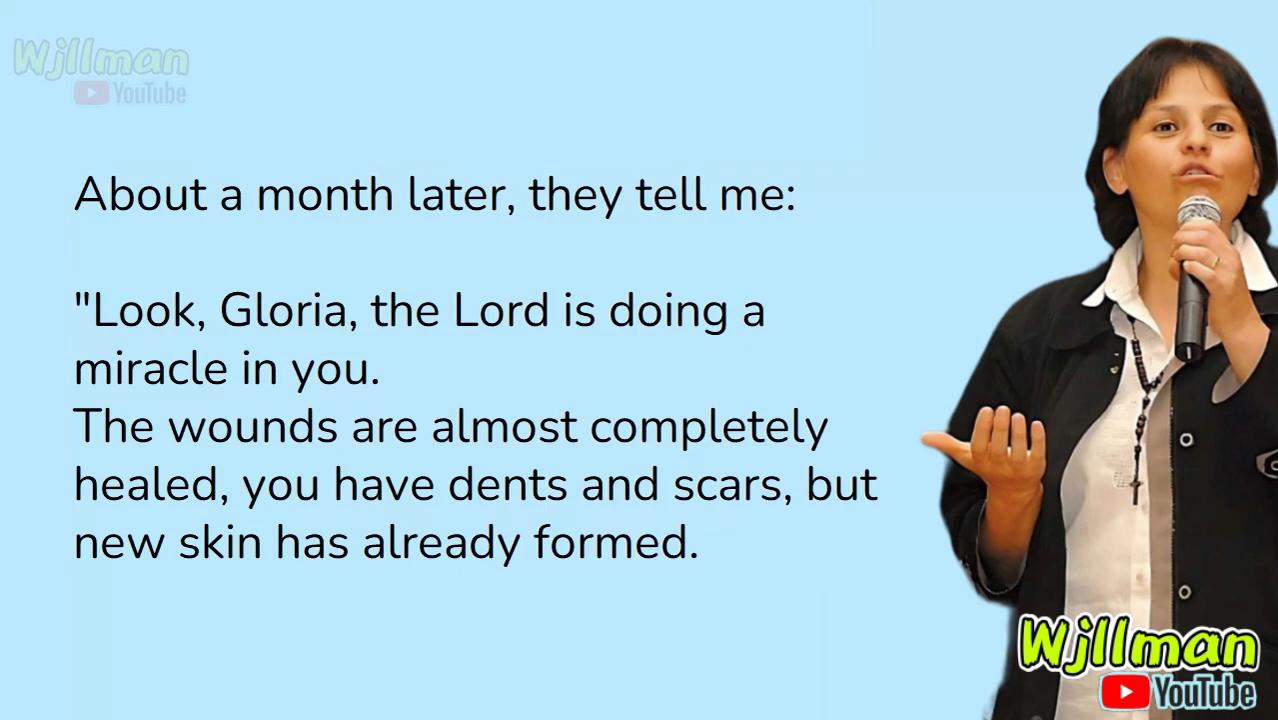 Wjllman
YouTube
About a month later, they tell me:
"Look, Gloria, the Lord is doing a
miracle in you.
The wounds are almost completely
healed, you have dents and scars, but
new skin has already formed.
Wjllman
YouTube